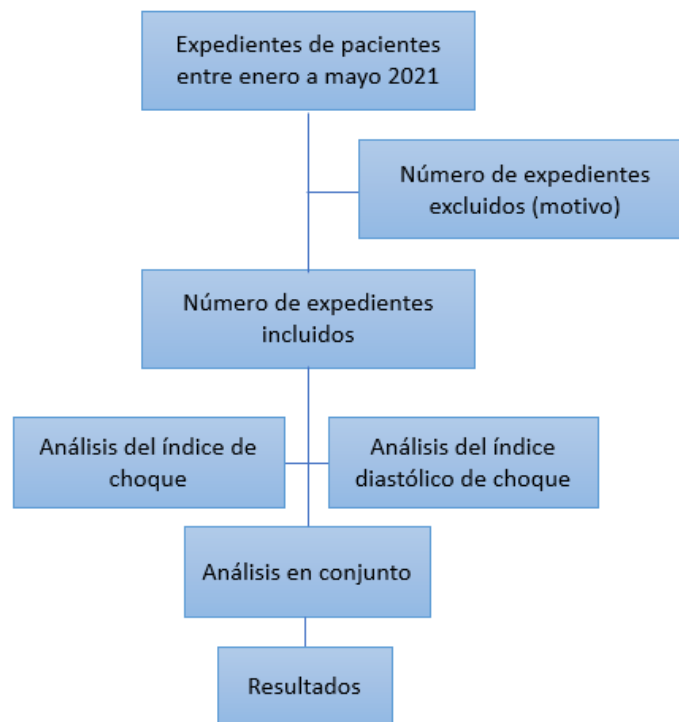 Expedientes de pacientes
entre enero a mayo 2021
Número de expedientes
excluidos (motivo)
Número de expedientes
incluidos
Análisis del índice de
choque
Análisis del índice
diastólico de choque
Análisis en conjunto
Resultados